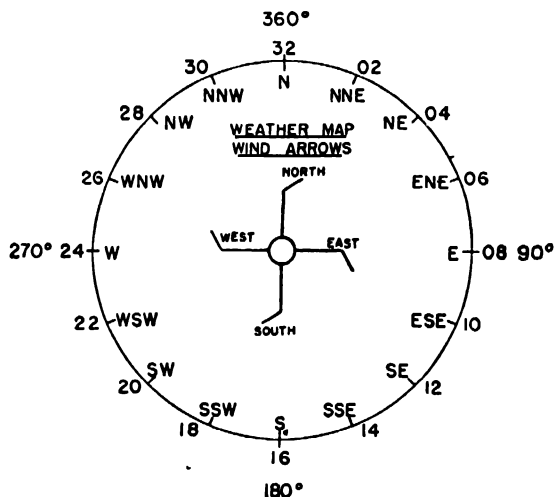 360°
32
30 N 02
NNW NNE
28 NW NE 04
WEATHER MAP
WIND ARROWS
NORTH
26 WNW ENE 06
WEST EAST
270° 24 W E 08 90°
SOUTH
22 WSW ESE 10
20 SW SE 12
18 SSW SSE 14
S
16
180°